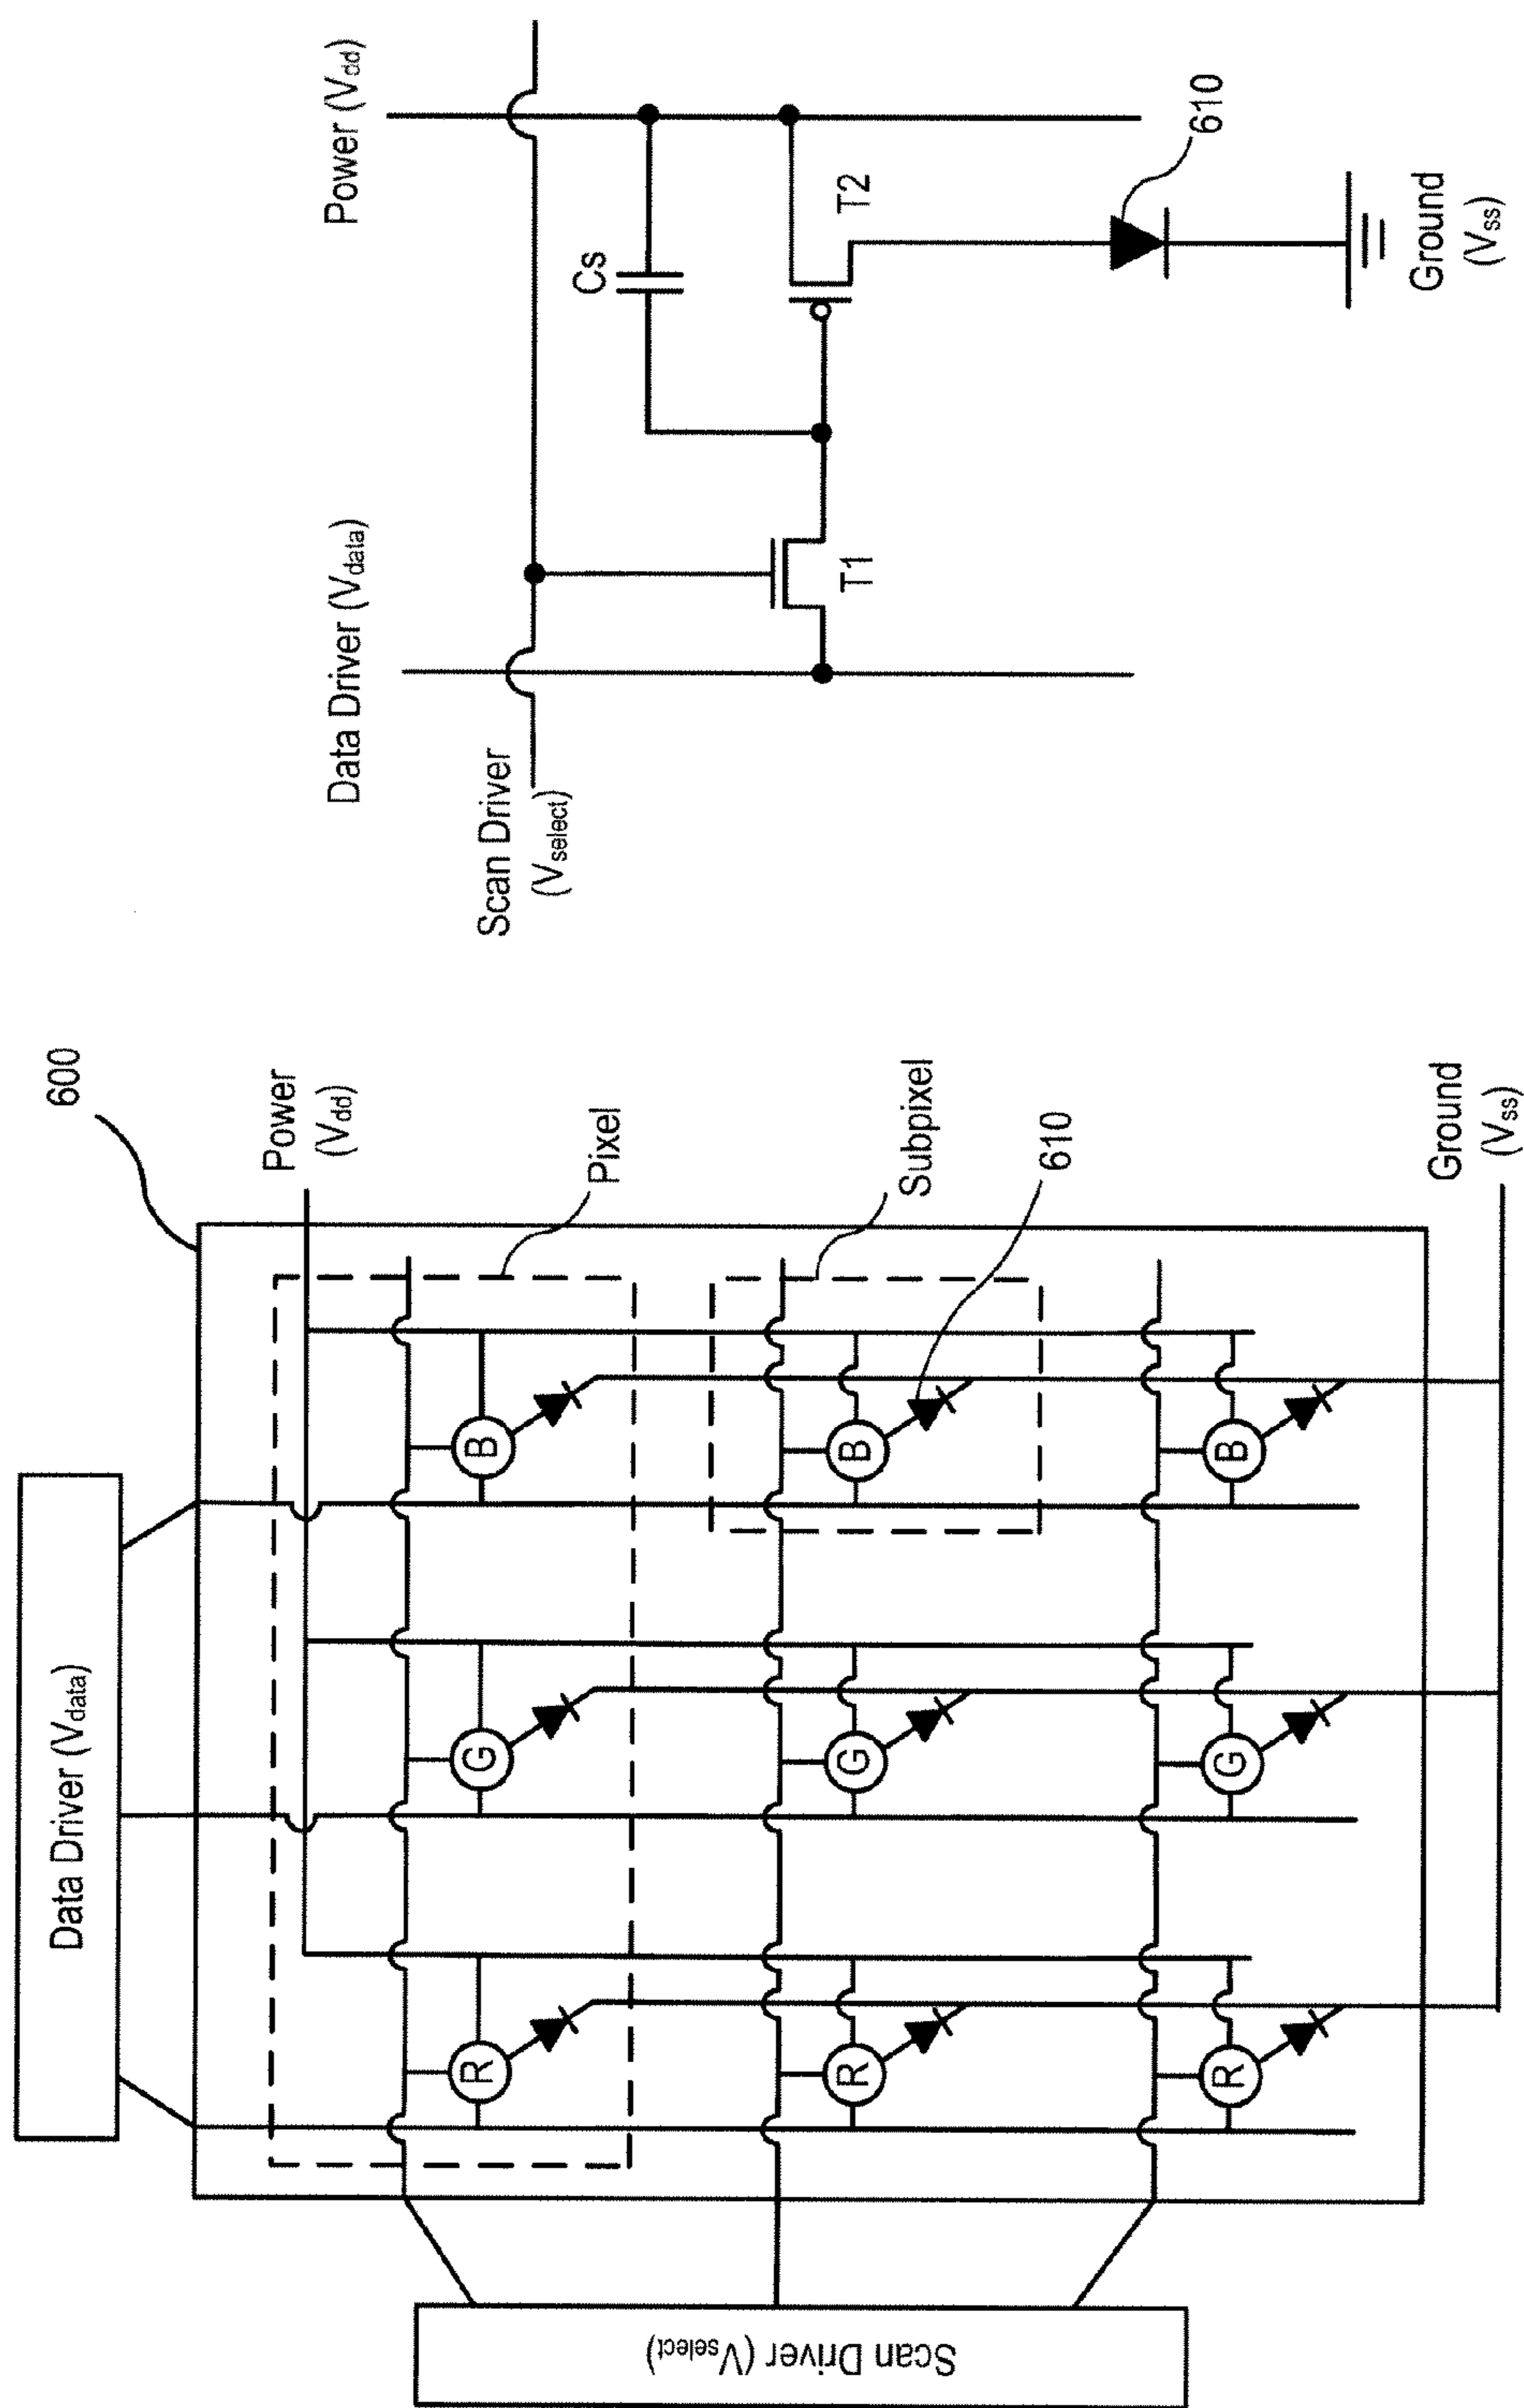 600
Data Driver (Vdata)
Power
(Vdd)
Pixel
R
G
B
Subpixel
R
G
B
610
R
G
B
Scan Driver (Vselect)
Ground
(Vss)
Data Driver (Vdata)
Power (Vdd)
Scan Driver
(Vselect)
Cs
T1
T2
610
Ground
(Vss)